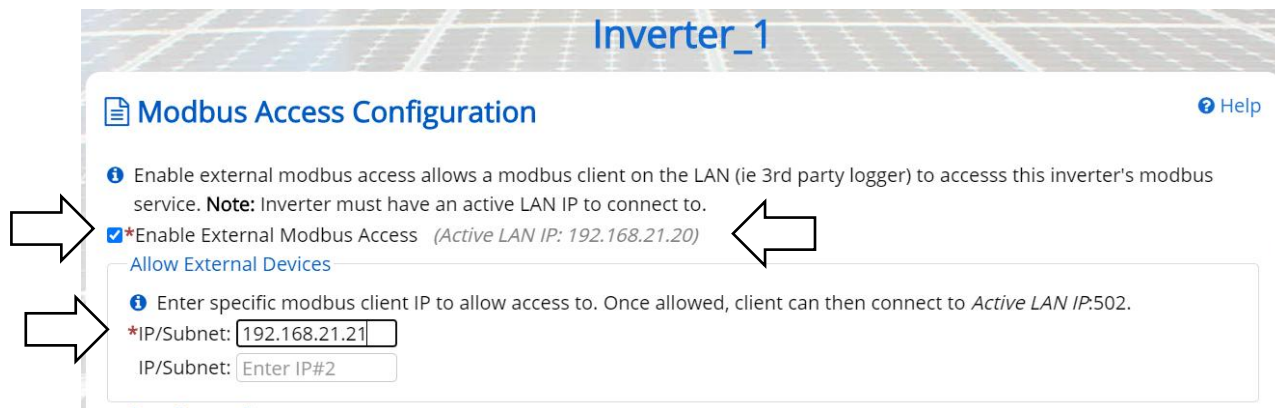 Inverter_1
Modbus Access Configuration
Help
Enable external modbus access allows a modbus client on the LAN (ie 3rd party logger) to accesss this inverter's modbus
service. Note: Inverter must have an active LAN IP to connect to.
*Enable External Modbus Access (Active LAN IP: 192.168.21.20)
Allow External Devices
Enter specific modbus client IP to allow access to. Once allowed, client can then connect to Active LAN IP:502.
*IP/Subnet: 192.168.21.21
IP/Subnet: Enter IP#2